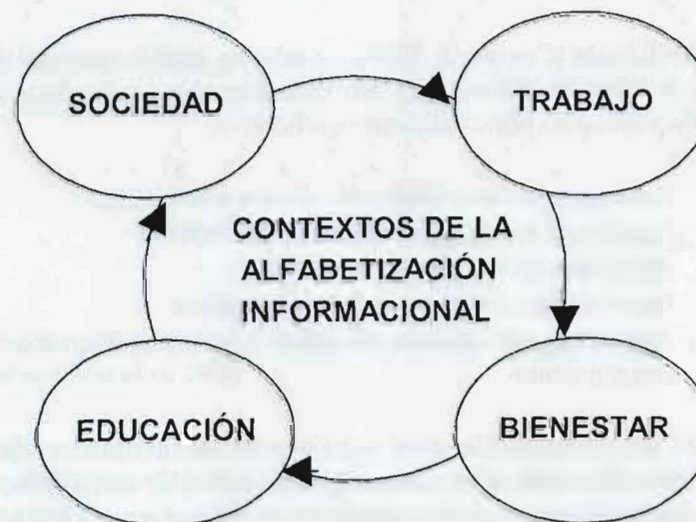 SOCIEDAD
TRABAJO
CONTEXTOS DE LA
ALFABETIZACIÓN
INFORMACIONAL
EDUCACIÓN
BIENESTAR